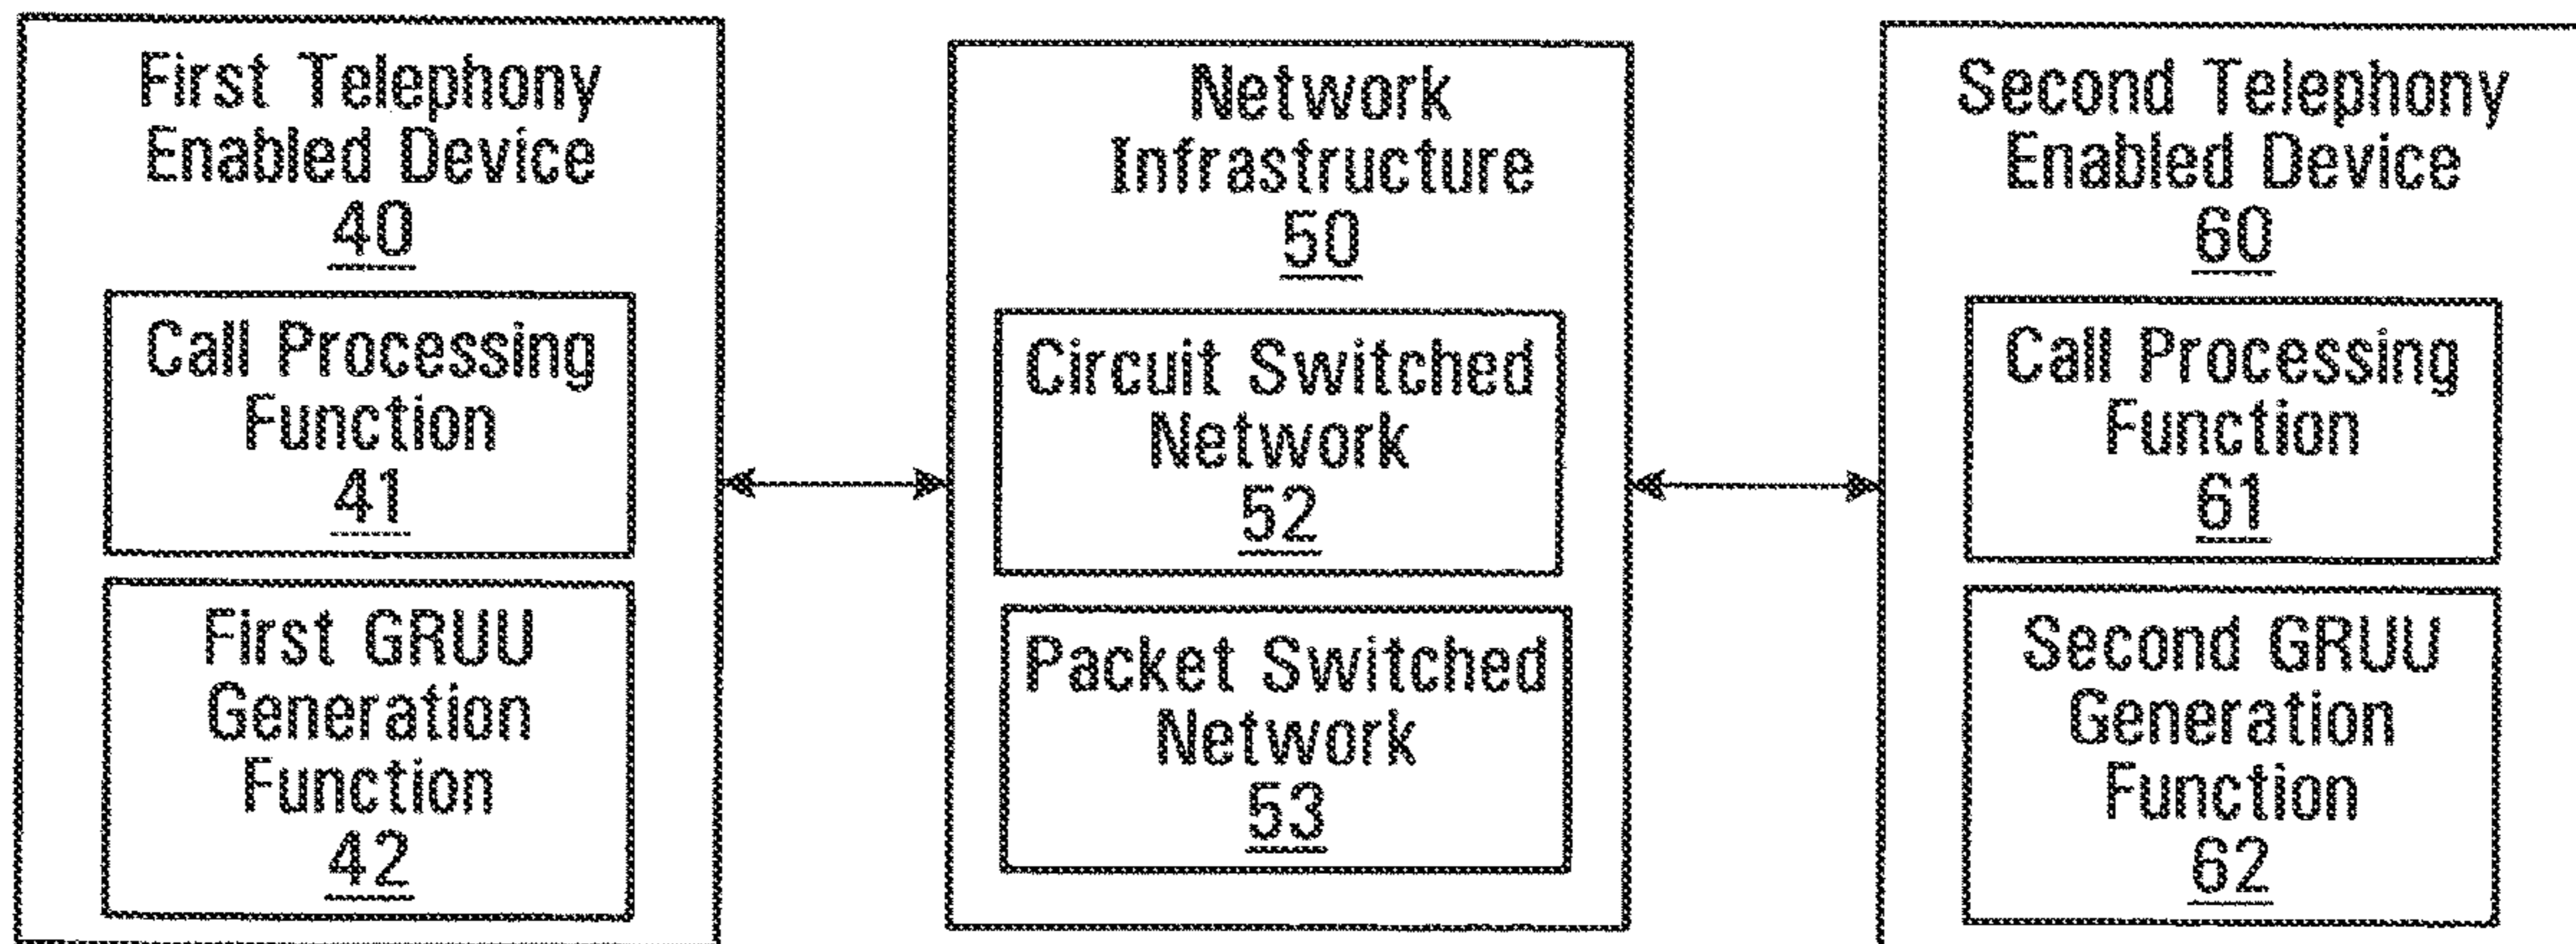 First Telephony
Enabled Device
40
Call Processing
Function
41
First GRUU
Generation
Function
42
Network
Infrastructure
50
Circuit Switched
Network
52
Packet Switched
Network
53
Second Telephony
Enabled Device
60
Call Processing
Function
61
Second GRUU
Generation
Function
62